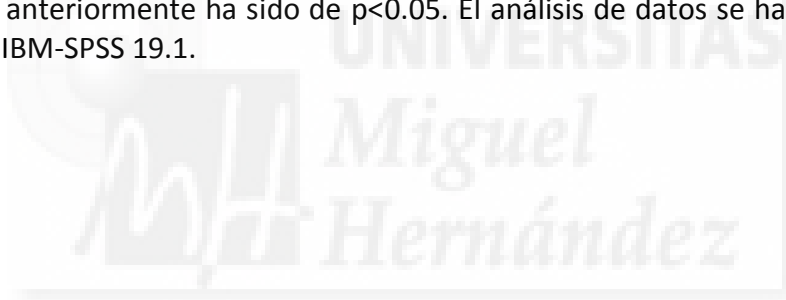 anteriormente ha sido de p<0.05. El análisis de datos se ha
IBM-SPSS 19.1.
UNIVERSITAS
Miguel
Hernández